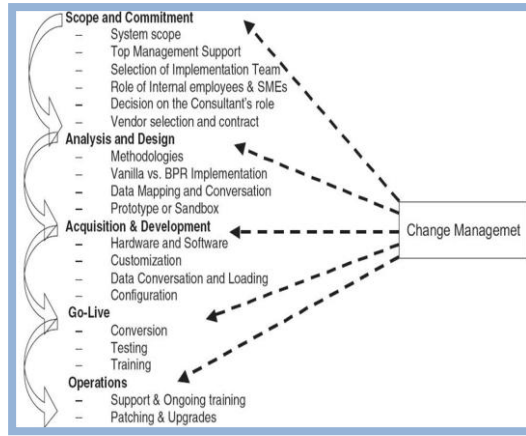 Scope and Commitment
– System scope
– Top Management Support
– Selection of Implementation Team
– Role of Internal employees & SMEs
– Decision on the Consultant's role
– Vendor selection and contract
Analysis and Design
– Methodologies
– Vanilla vs. BPR Implementation
– Data Mapping and Conversation
– Prototype or Sandbox
Acquisition & Development
– Hardware and Software
– Customization
– Data Conversation and Loading
– Configuration
Go-Live
– Conversion
– Testing
– Training
Operations
– Support & Ongoing training
– Patching & Upgrades
Change Managemet